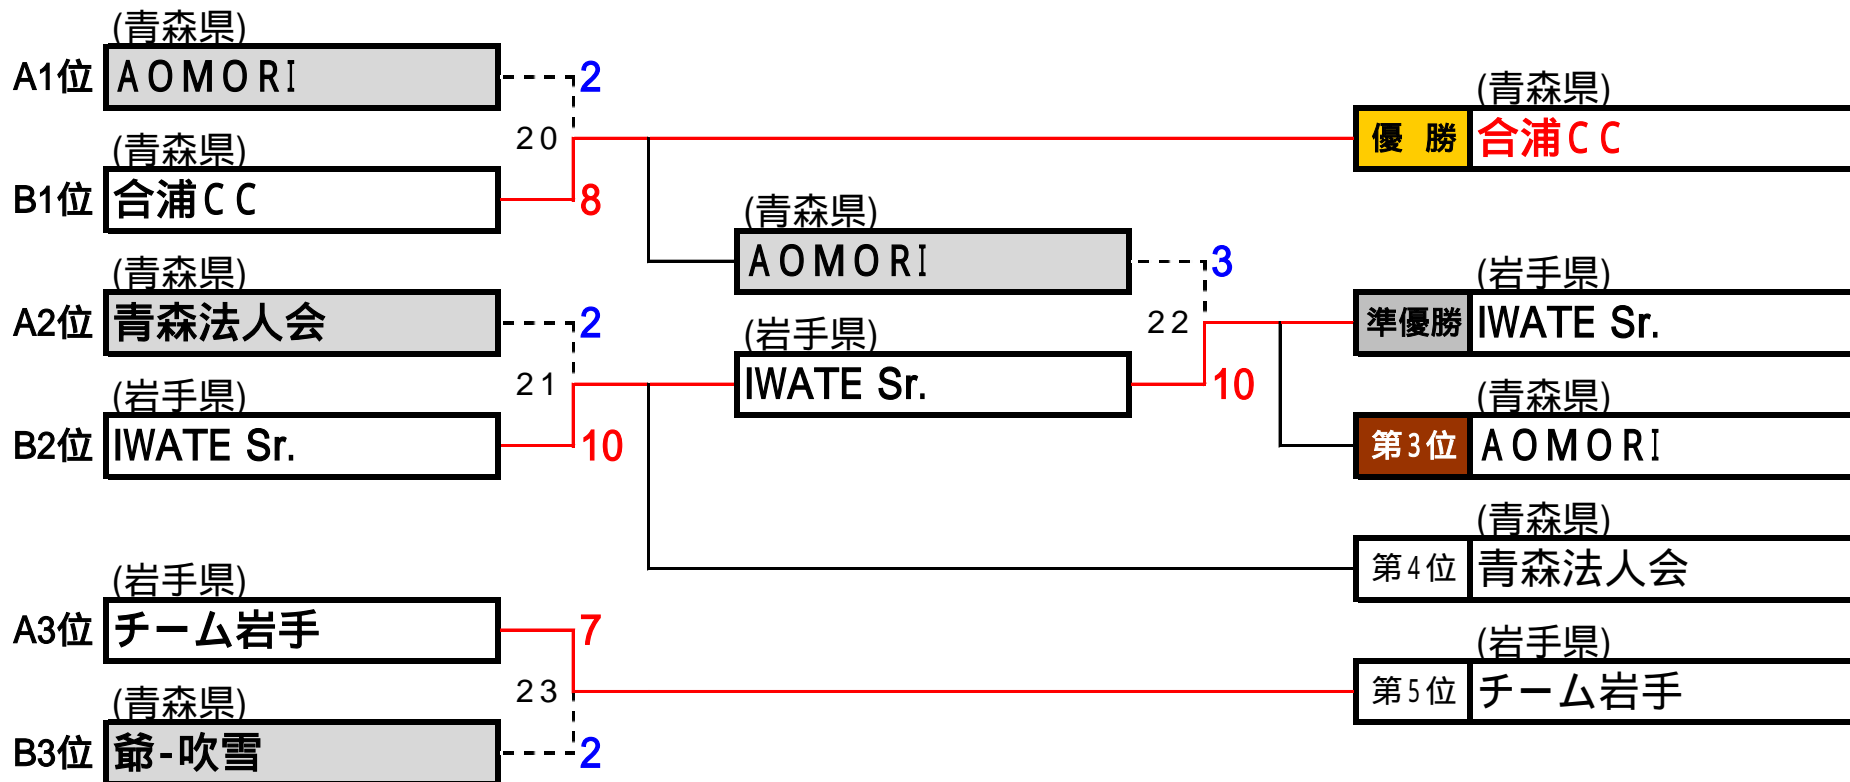 (青森県)
A1位 ＡＯＭＯＲＩ 2
20
(青森県)
B1位 合浦ＣＣ 8
(青森県)
A2位 青森法人会 2
21
(岩手県)
B2位 IWATE Sr. 10
(岩手県)
A3位 チーム岩手 7
23
(青森県)
B3位 爺-吹雪 2
(青森県)
ＡＯＭＯＲＩ 3
22
(岩手県)
IWATE Sr. 10
(青森県)
優 勝 合浦ＣＣ
(岩手県)
準優勝 IWATE Sr.
(青森県)
第3位 ＡＯＭＯＲＩ
(青森県)
第4位 青森法人会
(岩手県)
第5位 チーム岩手